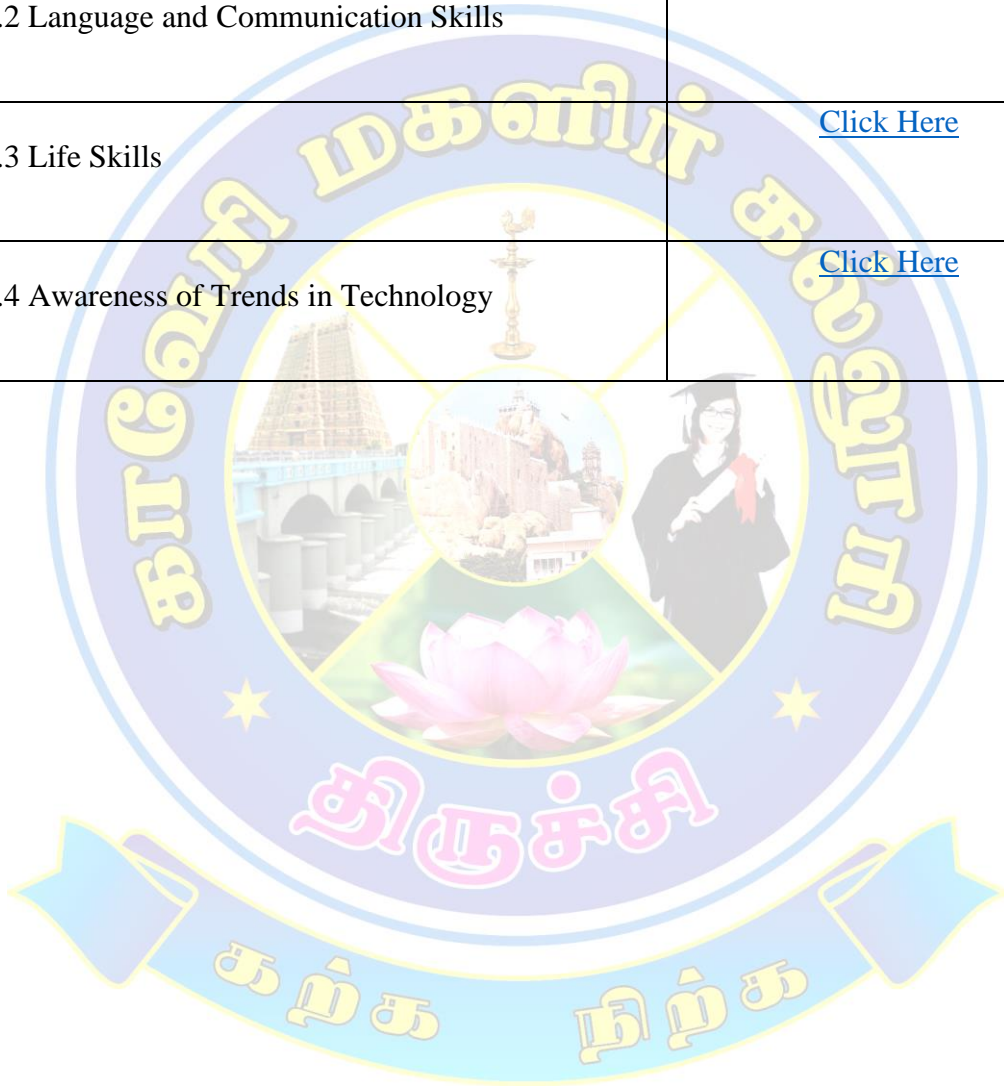 .2 Language and Communication Skills
Click Here
.3 Life Skills
Click Here
.4 Awareness of Trends in Technology
காவேரி மகளிர் கல்லூரி
திருச்சி
கற்க நிற்க